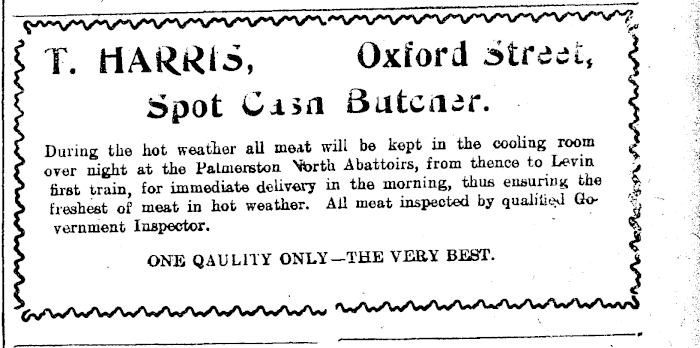 T. HARRIS, Oxford Street,
Spot Cash Butcher.
During the hot weather all meat will be kept in the cooling room
over night at the Palmerston North Abattoirs, from thence to Levin
first train, for immediate delivery in the morning, thus ensuring the
freshest of meat in hot weather. All meat inspected by qualified Go-
vernment Inspector.
ONE QAULITY ONLY—THE VERY BEST.